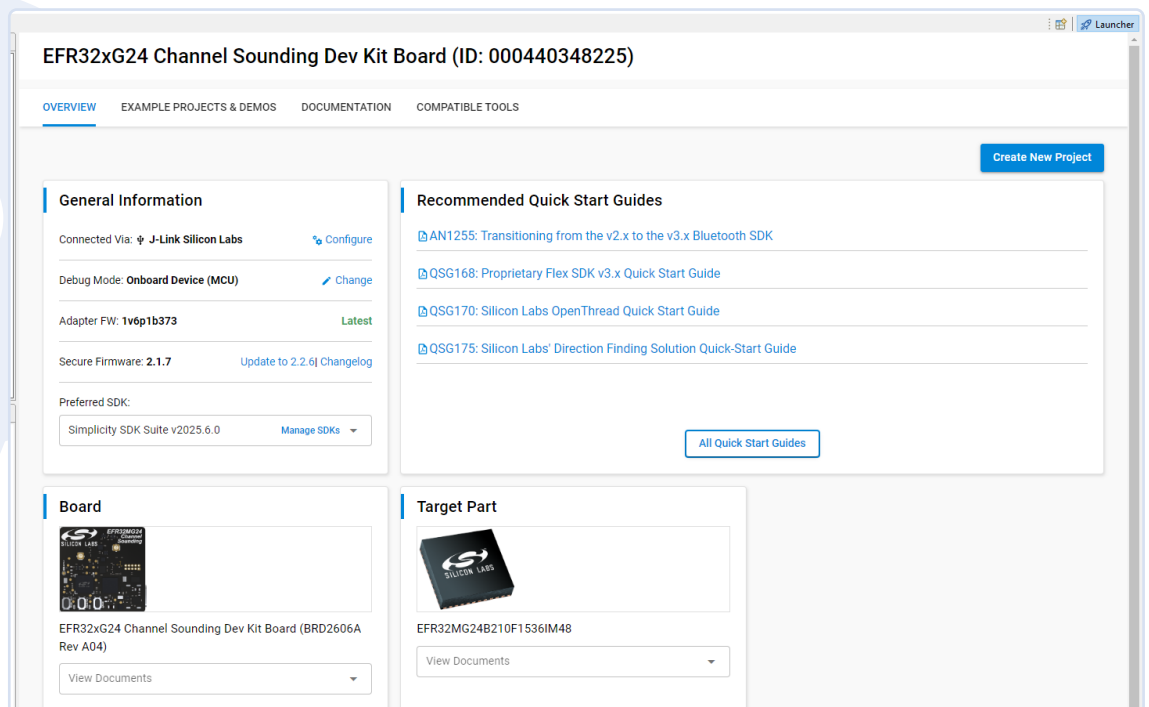 Launcher
EFR32xG24 Channel Sounding Dev Kit Board (ID: 000440348225)
OVERVIEW EXAMPLE PROJECTS & DEMOS DOCUMENTATION COMPATIBLE TOOLS
Create New Project
General Information
Connected Via: J-Link Silicon Labs Configure
Debug Mode: Onboard Device (MCU) Change
Adapter FW: 1v6p1b373 Latest
Secure Firmware: 2.1.7 Update to 2.2.6| Changelog
Preferred SDK:
Simplicity SDK Suite v2025.6.0 Manage SDKs
Recommended Quick Start Guides
AN1255: Transitioning from the v2.x to the v3.x Bluetooth SDK
QSG168: Proprietary Flex SDK v3.x Quick Start Guide
QSG170: Silicon Labs OpenThread Quick Start Guide
QSG175: Silicon Labs' Direction Finding Solution Quick-Start Guide
All Quick Start Guides
Board
SILICON LABS
EFR32MG24
Channel
Sounding
EFR32xG24 Channel Sounding Dev Kit Board (BRD2606A
Rev A04)
View Documents
Target Part
SILICON LABS
EFR32MG24B210F1536IM48
View Documents